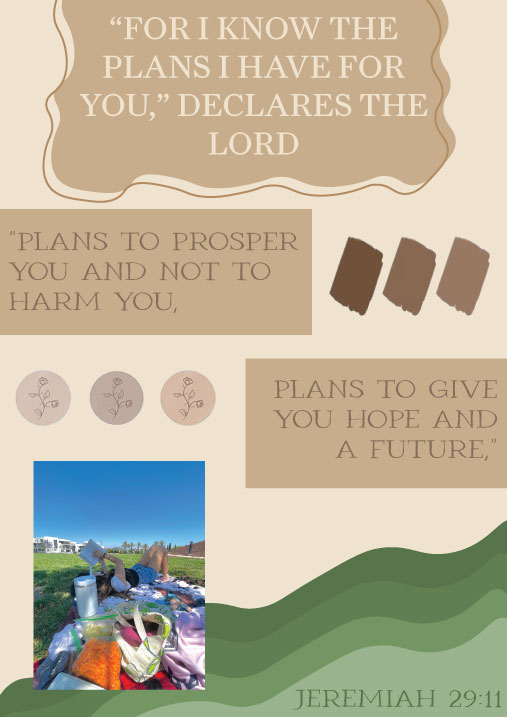 “FOR I KNOW THE
PLANS I HAVE FOR
YOU,” DECLARES THE
LORD
"PLANS TO PROSPER
YOU AND NOT TO
HARM YOU,
PLANS TO GIVE
YOU HOPE AND
A FUTURE,"
JEREMIAH 29:11